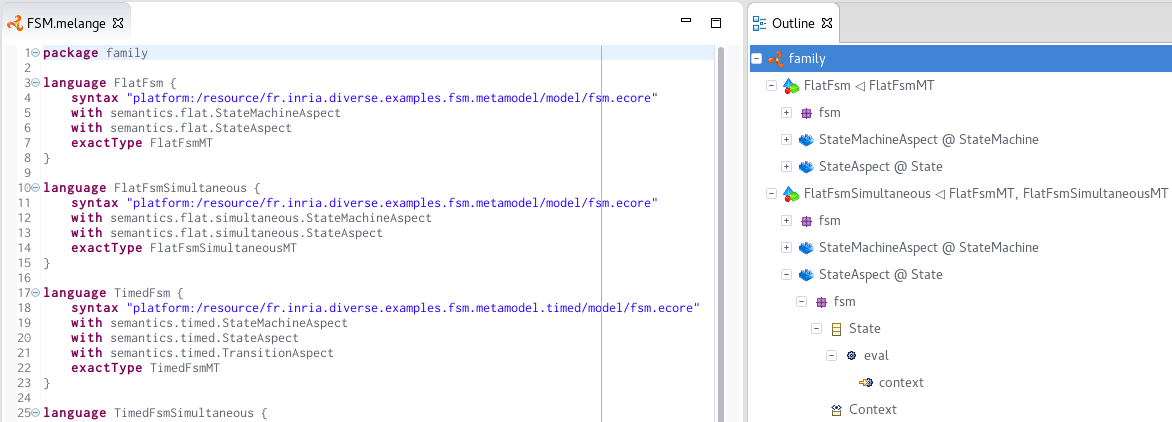 FSM.melange
1 package family
2
3 language FlatFsm {
4 syntax "platform:/resource/fr.inria.diverse.examples.fsm.metamodel/model/fsm.ecore"
5 with semantics.flat.StateMachineAspect
6 with semantics.flat.StateAspect
7 exactType FlatFsmMT
8 }
9
10 language FlatFsmSimultaneous {
11 syntax "platform:/resource/fr.inria.diverse.examples.fsm.metamodel/model/fsm.ecore"
12 with semantics.flat.simultaneous.StateMachineAspect
13 with semantics.flat.simultaneous.StateAspect
14 exactType FlatFsmSimultaneousMT
15 }
16
17 language TimedFsm {
18 syntax "platform:/resource/fr.inria.diverse.examples.fsm.metamodel.timed/model/fsm.ecore"
19 with semantics.timed.StateMachineAspect
20 with semantics.timed.StateAspect
21 with semantics.timed.TransitionAspect
22 exactType TimedFsmMT
23 }
24
25 language TimedFsmSimultaneous {
Outline
family
FlatFsm ◁ FlatFsmMT
fsm
StateMachineAspect @ StateMachine
StateAspect @ State
FlatFsmSimultaneous ◁ FlatFsmMT, FlatFsmSimultaneousMT
fsm
StateMachineAspect @ StateMachine
StateAspect @ State
fsm
State
eval
context
Context